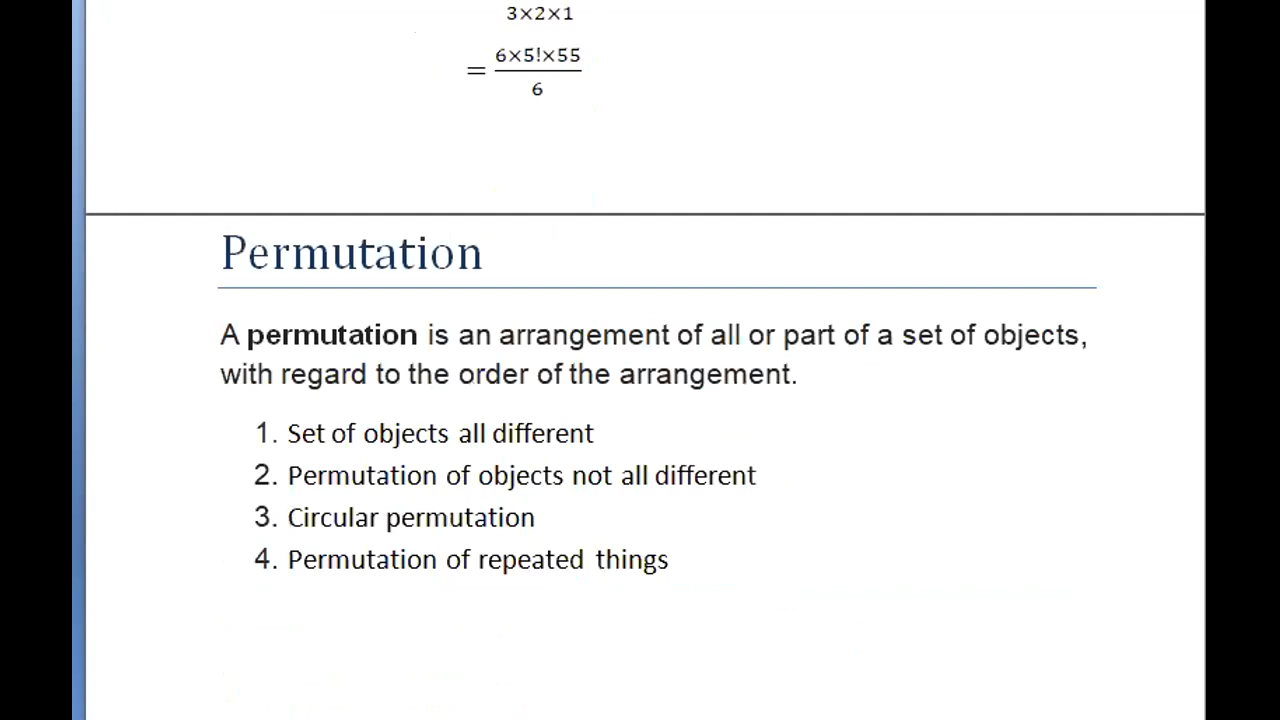 3×2×1
= 6×5!×55
6
Permutation
A permutation is an arrangement of all or part of a set of objects,
with regard to the order of the arrangement.
1. Set of objects all different
2. Permutation of objects not all different
3. Circular permutation
4. Permutation of repeated things